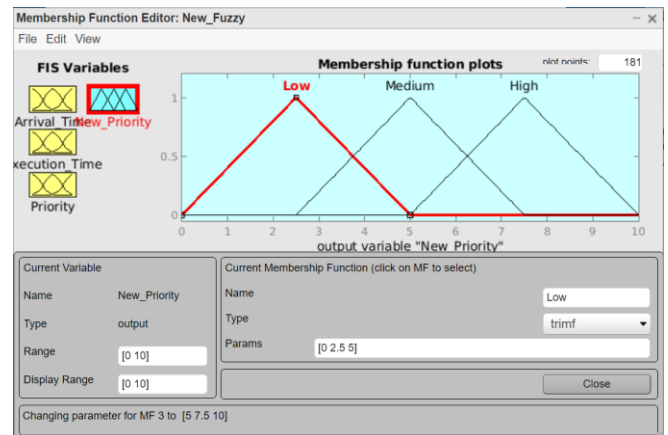 Membership Function Editor: New_Fuzzy
File Edit View
FIS Variables
Membership function plots
plot points: 181
Arrival_Time
New_Priority
xecution_Time
Priority
Low Medium High
1
0.5
0
0 1 2 3 4 5 6 7 8 9 10
output variable "New_Priority"
Current Variable
Name New_Priority
Type output
Range [0 10]
Display Range [0 10]
Current Membership Function (click on MF to select)
Name Low
Type trimf
Params [0 2.5 5]
Close
Changing parameter for MF 3 to [5 7.5 10]